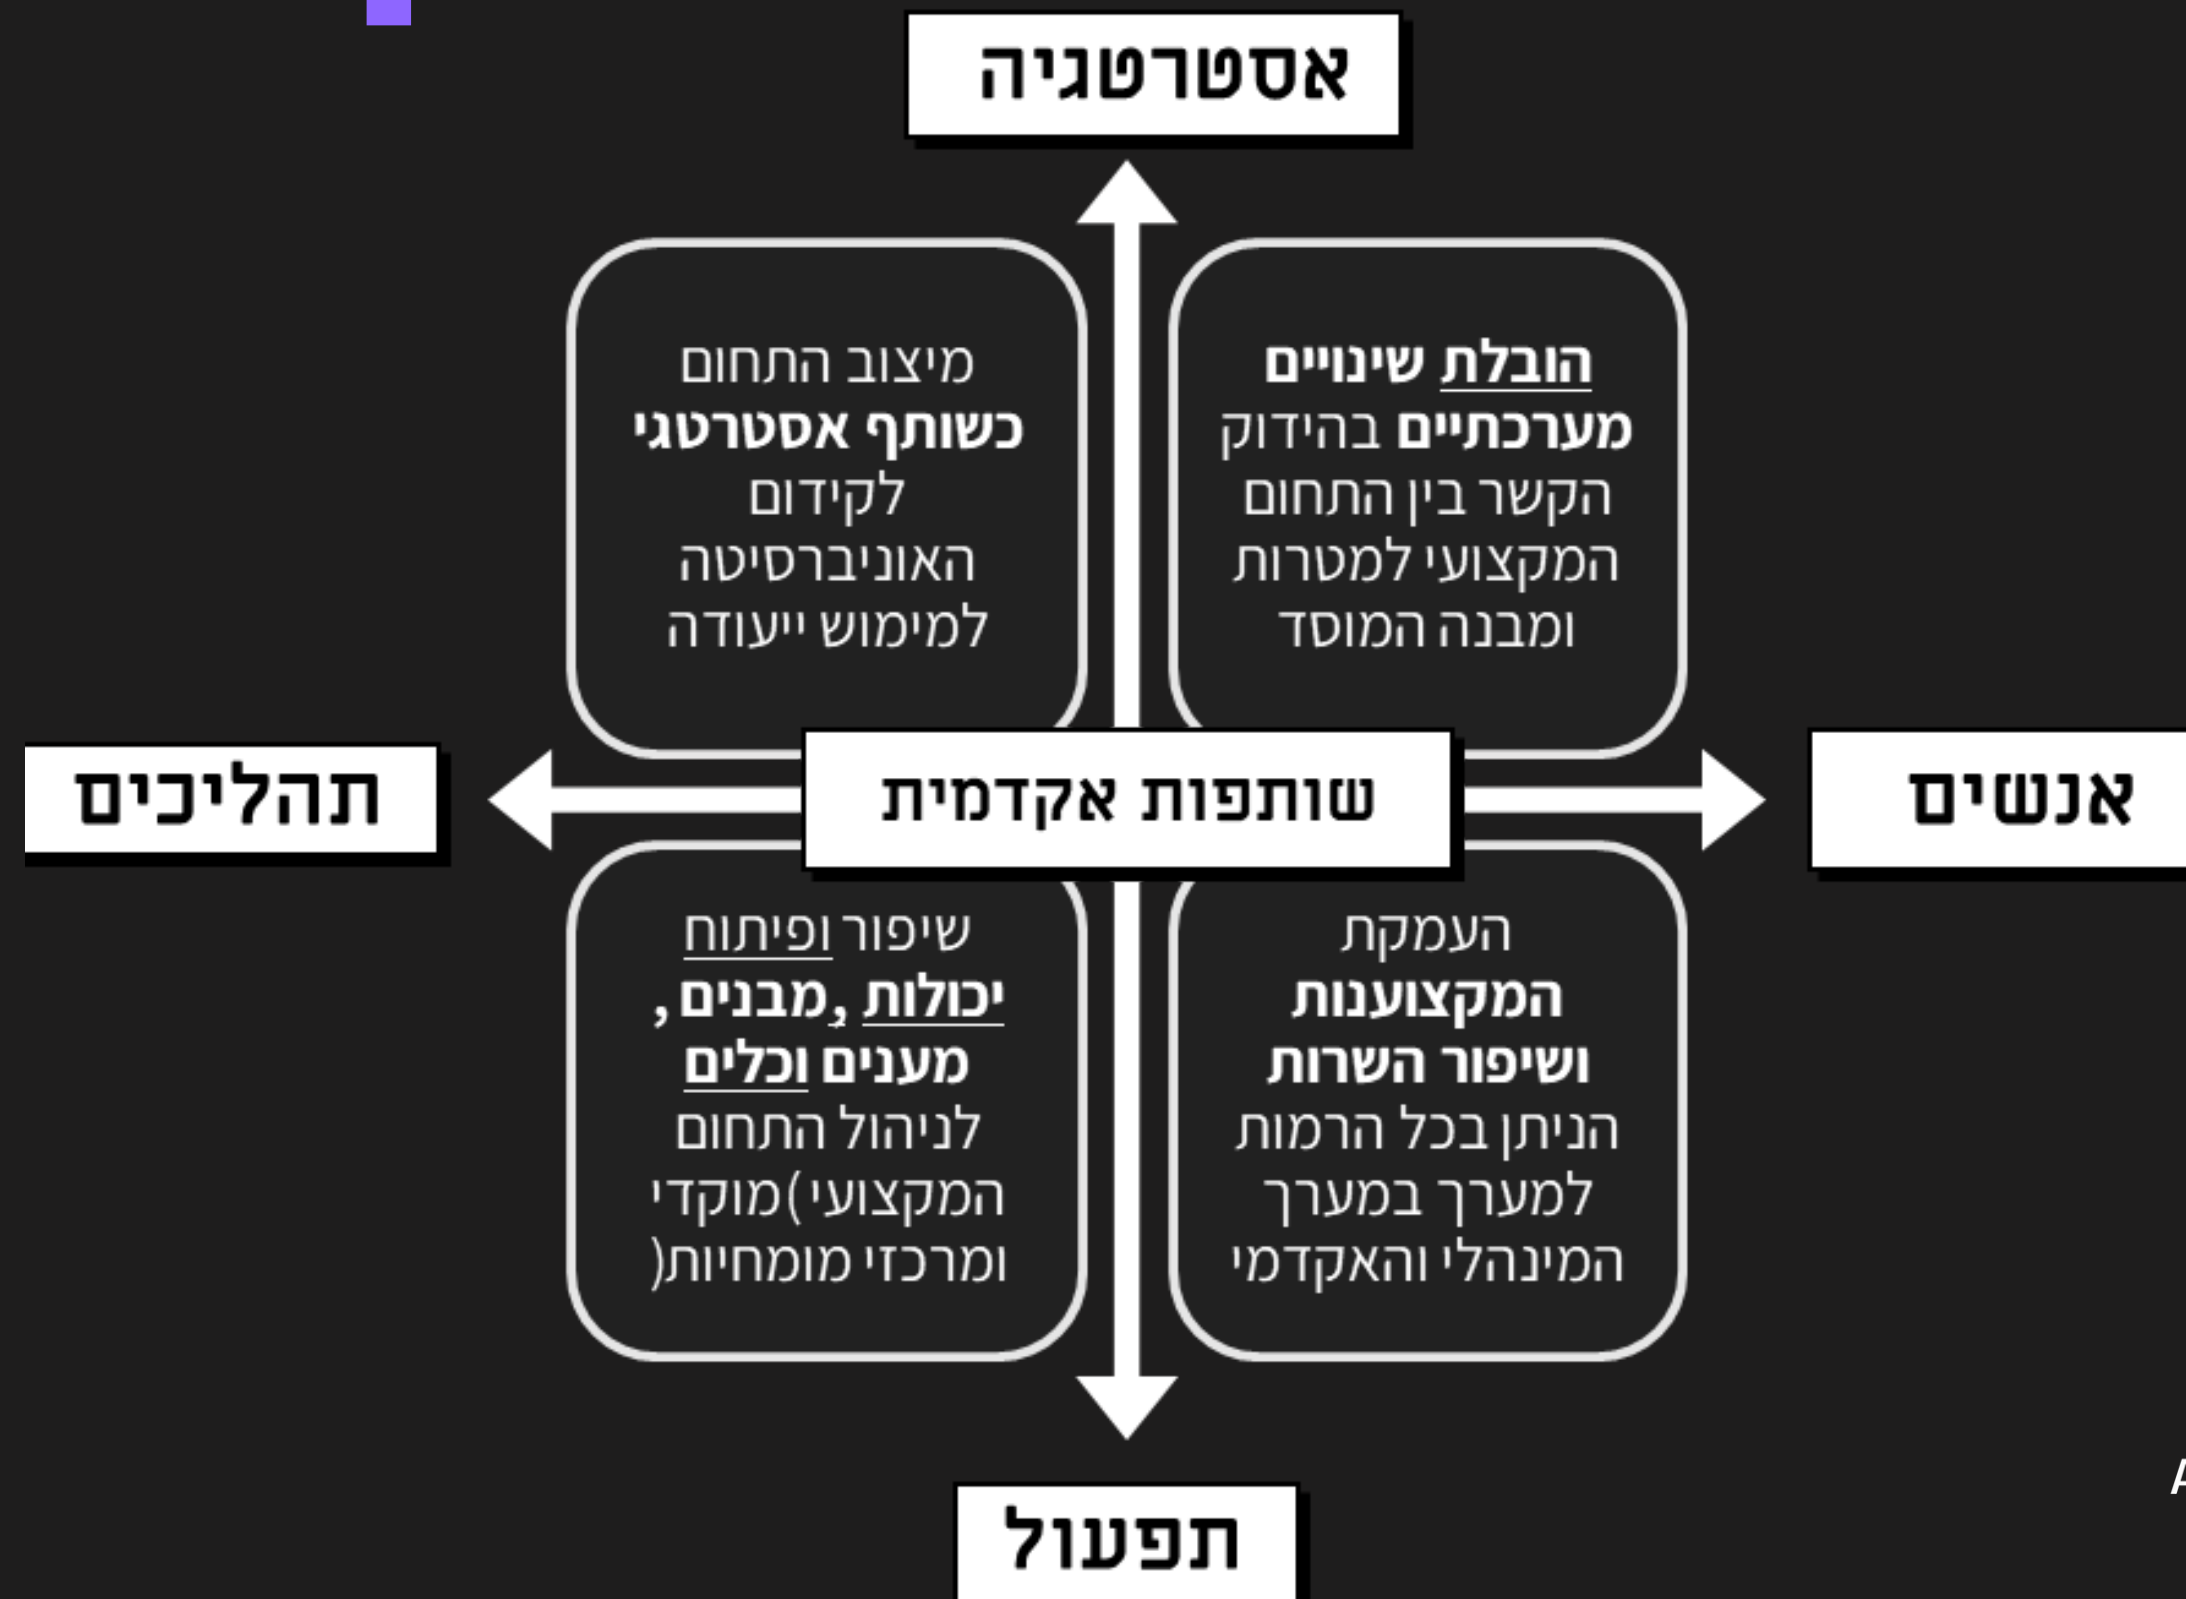 אסטרטגיה
הובלת שינויים
מערכתיים בהידוק
הקשר בין התחום
המקצועי למטרות
ומבנה המוסד
מיצוב התחום
כשותף אסטרטגי
לקידום
האוניברסיטה
למימוש ייעודה
אנשים
שותפות אקדמית
תהליכים
העמקת
המקצוענות
ושיפור השרות
הניתן בכל הרמות
למערך במערך
המינהלי והאקדמי
שיפור ופיתוח
יכולות ,מבנים ,
מענים וכלים
לניהול התחום
המקצועי )מוקדי
ומרכזי מומחיות(
תפעול
A